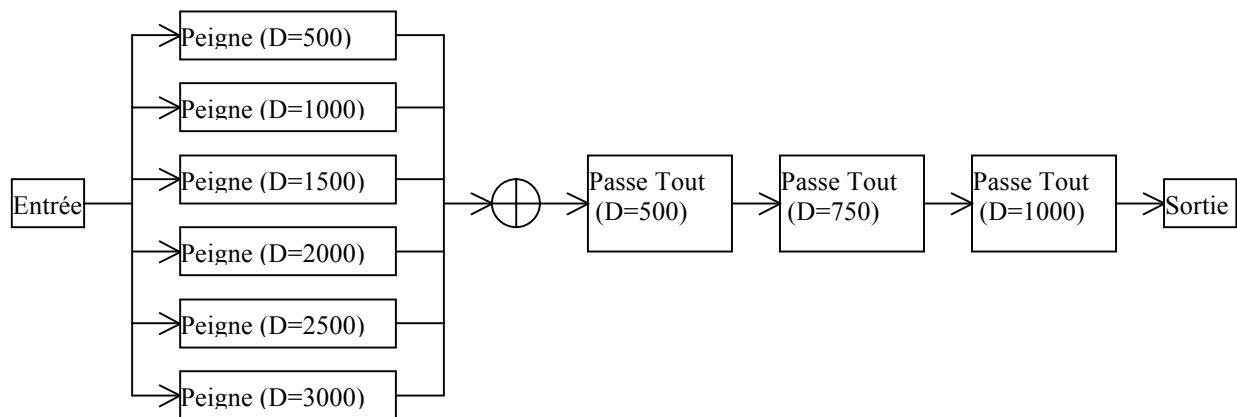 Peigne (D=500)
Peigne (D=1000)
Peigne (D=1500)
Entrée
Peigne (D=2000)
Peigne (D=2500)
Peigne (D=3000)
Passe Tout
(D=500)
Passe Tout
(D=750)
Passe Tout
(D=1000)
Sortie